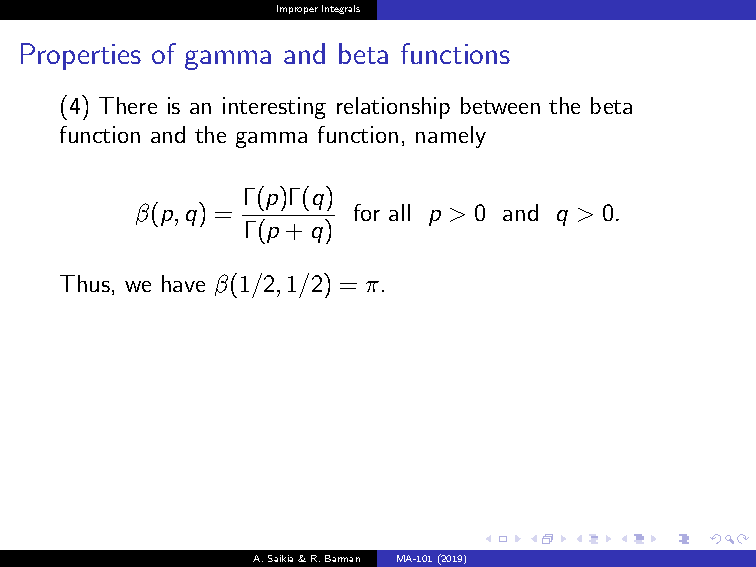 Improper Integrals
Properties of gamma and beta functions
(4) There is an interesting relationship between the beta
function and the gamma function, namely
β(p, q) = Γ(p)Γ(q) / Γ(p + q) for all p > 0 and q > 0.
Thus, we have β(1/2, 1/2) = π.
A. Saikia & R. Barman MA-101 (2019)